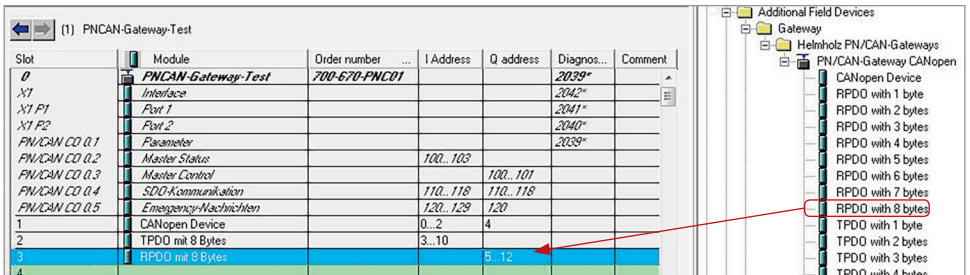 (1) PNCAN-Gateway-Test
Slot Module Order number ... I Address Q address Diagnos... Comment
0 PNCAN-Gateway-Test 700-670-PNC01 2039*
X1 Interface 2042*
X1 P1 Port 1 2041*
X1 P2 Port 2 2040*
PN/CAN CO 0.1 Parameter 2039*
PN/CAN CO 0.2 Master Status 100...103
PN/CAN CO 0.3 Master Control 100...101
PN/CAN CO 0.4 SDO-Kommunikation 110...118 110...118
PN/CAN CO 0.5 Emergency-Nachrichten 120...129 120
1 CANopen Device 0...2 4
2 TPDO mit 8 Bytes 3...10
3 RPDO mit 8 Bytes 5...12
4
Additional Field Devices
Gateway
Helmholz PN/CAN-Gateways
PN/CAN-Gateway CANopen
CANopen Device
RPDO with 1 byte
RPDO with 2 bytes
RPDO with 3 bytes
RPDO with 4 bytes
RPDO with 5 bytes
RPDO with 6 bytes
RPDO with 7 bytes
RPDO with 8 bytes
TPDO with 1 byte
TPDO with 2 bytes
TPDO with 3 bytes
TPDO with 4 bytes